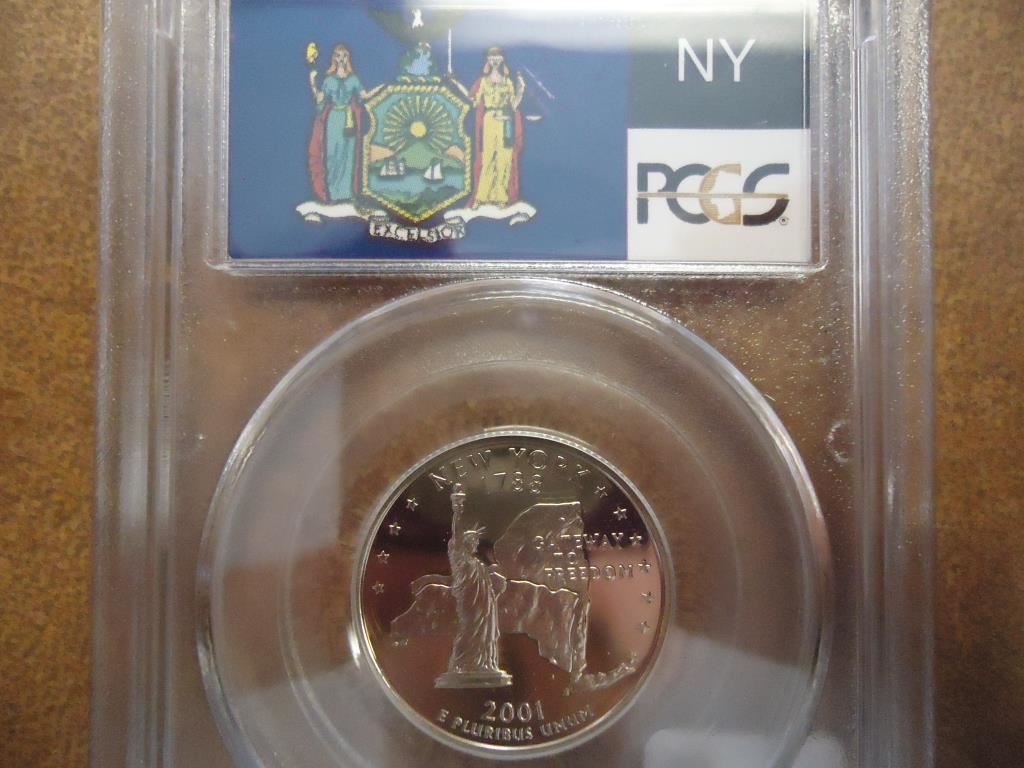 NY
PCGS
EXCELSIOR
NEW YORK
1788
GATEWAY
TO
FREEDOM
2001
E PLURIBUS UNUM